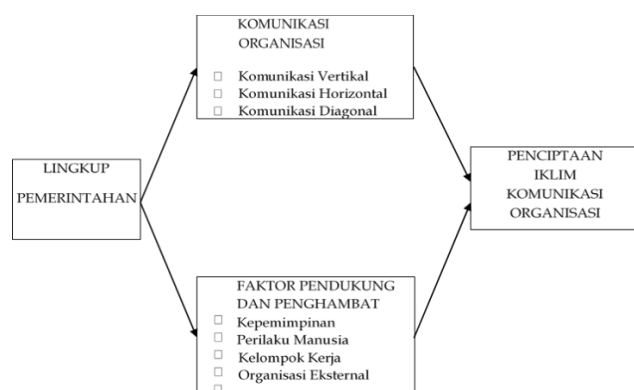 KOMUNIKASI
ORGANISASI
Komunikasi Vertikal
Komunikasi Horizontal
Komunikasi Diagonal
LINGKUP
PEMERINTAHAN
PENCIPTAAN
IKLIM
KOMUNIKASI
ORGANISASI
FAKTOR PENDUKUNG
DAN PENGHAMBAT
Kepemimpinan
Perilaku Manusia
Kelompok Kerja
Organisasi Eksternal